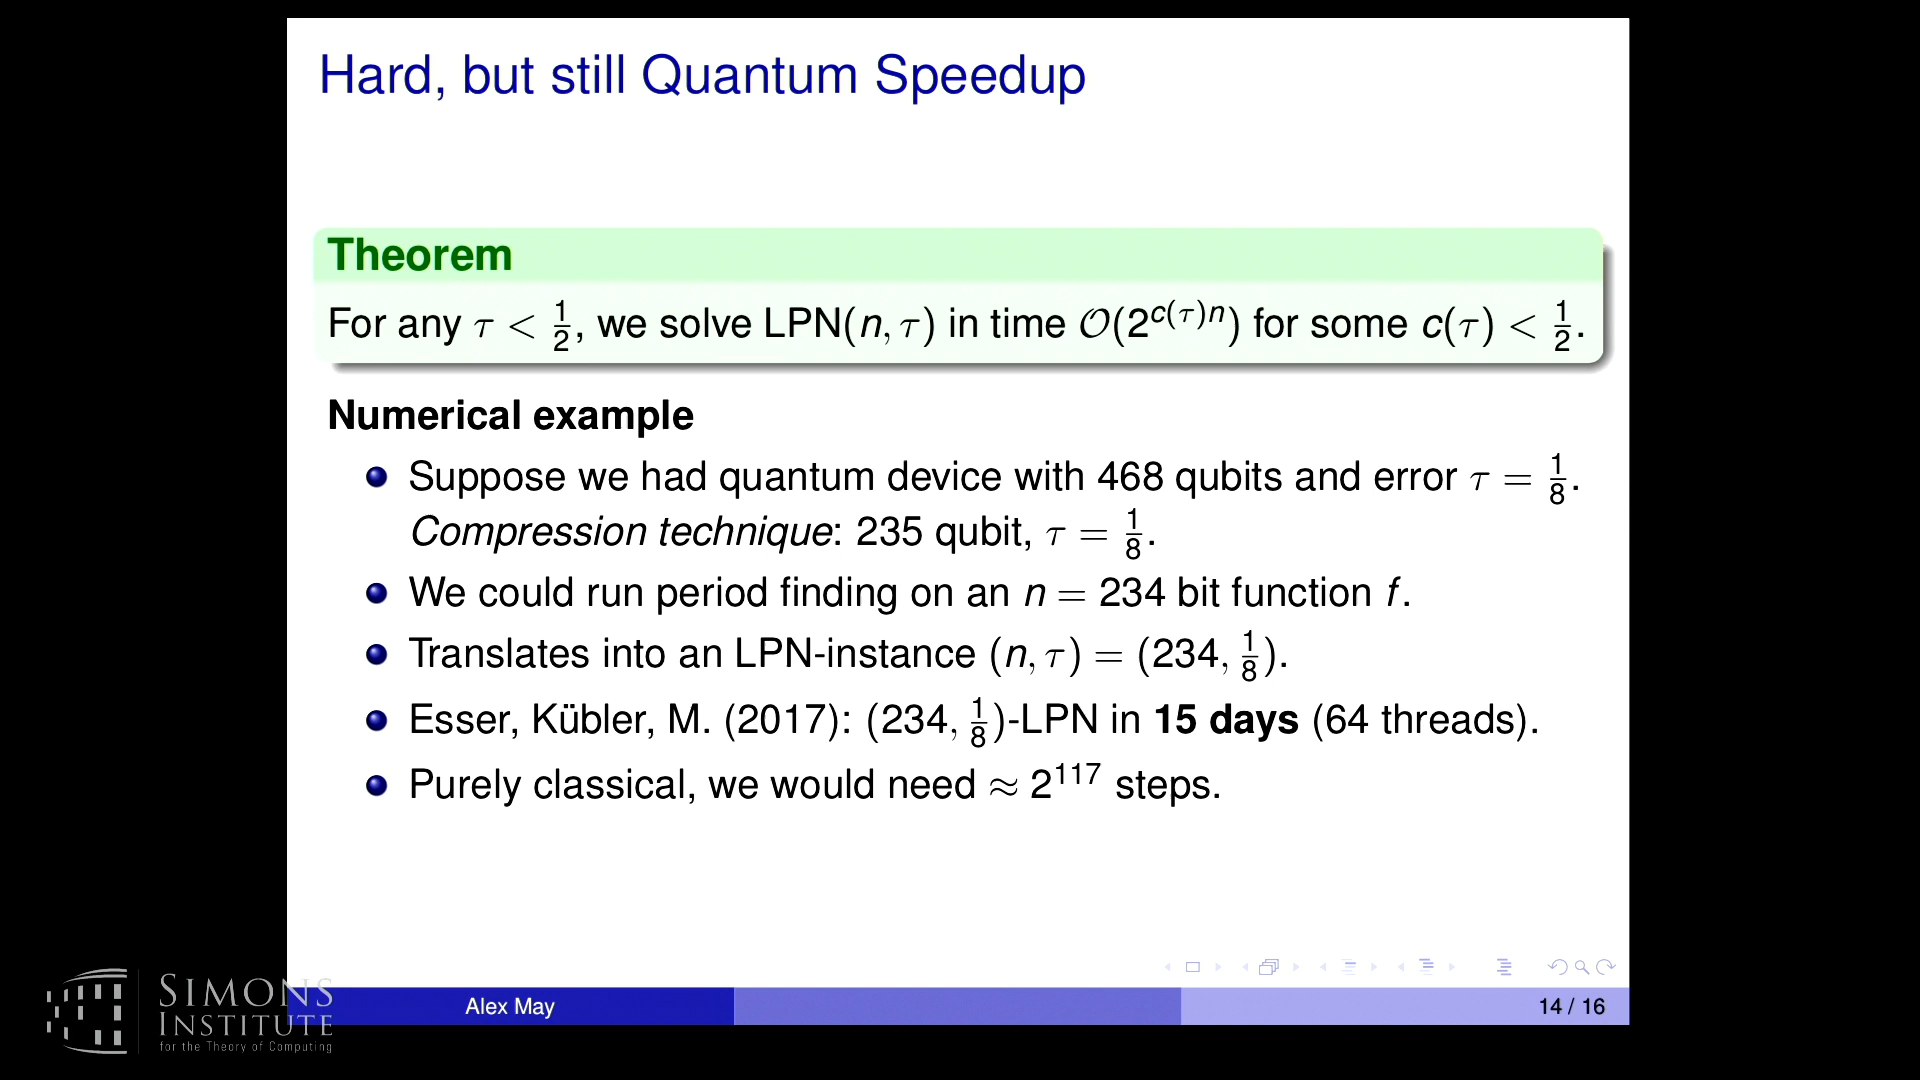 Hard, but still Quantum Speedup
Theorem
For any τ < 1/2, we solve LPN(n, τ) in time 𝒪(2^{c(τ)n}) for some c(τ) < 1/2.
Numerical example
Suppose we had quantum device with 468 qubits and error τ = 1/8.
Compression technique: 235 qubit, τ = 1/8.
We could run period finding on an n = 234 bit function f.
Translates into an LPN-instance (n, τ) = (234, 1/8).
Esser, Kübler, M. (2017): (234, 1/8)-LPN in 15 days (64 threads).
Purely classical, we would need ≈ 2^117 steps.
Alex May
14 / 16
SIMONS
INSTITUTE
for the Theory of Computing